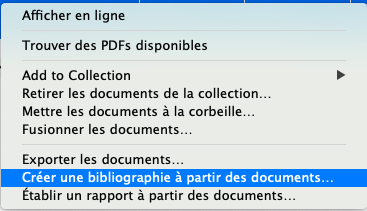 Afficher en ligne
Trouver des PDFs disponibles
Add to Collection
Retirer les documents de la collection...
Mettre les documents à la corbeille...
Fusionner les documents...
Exporter les documents...
Créer une bibliographie à partir des documents...
Établir un rapport à partir des documents...